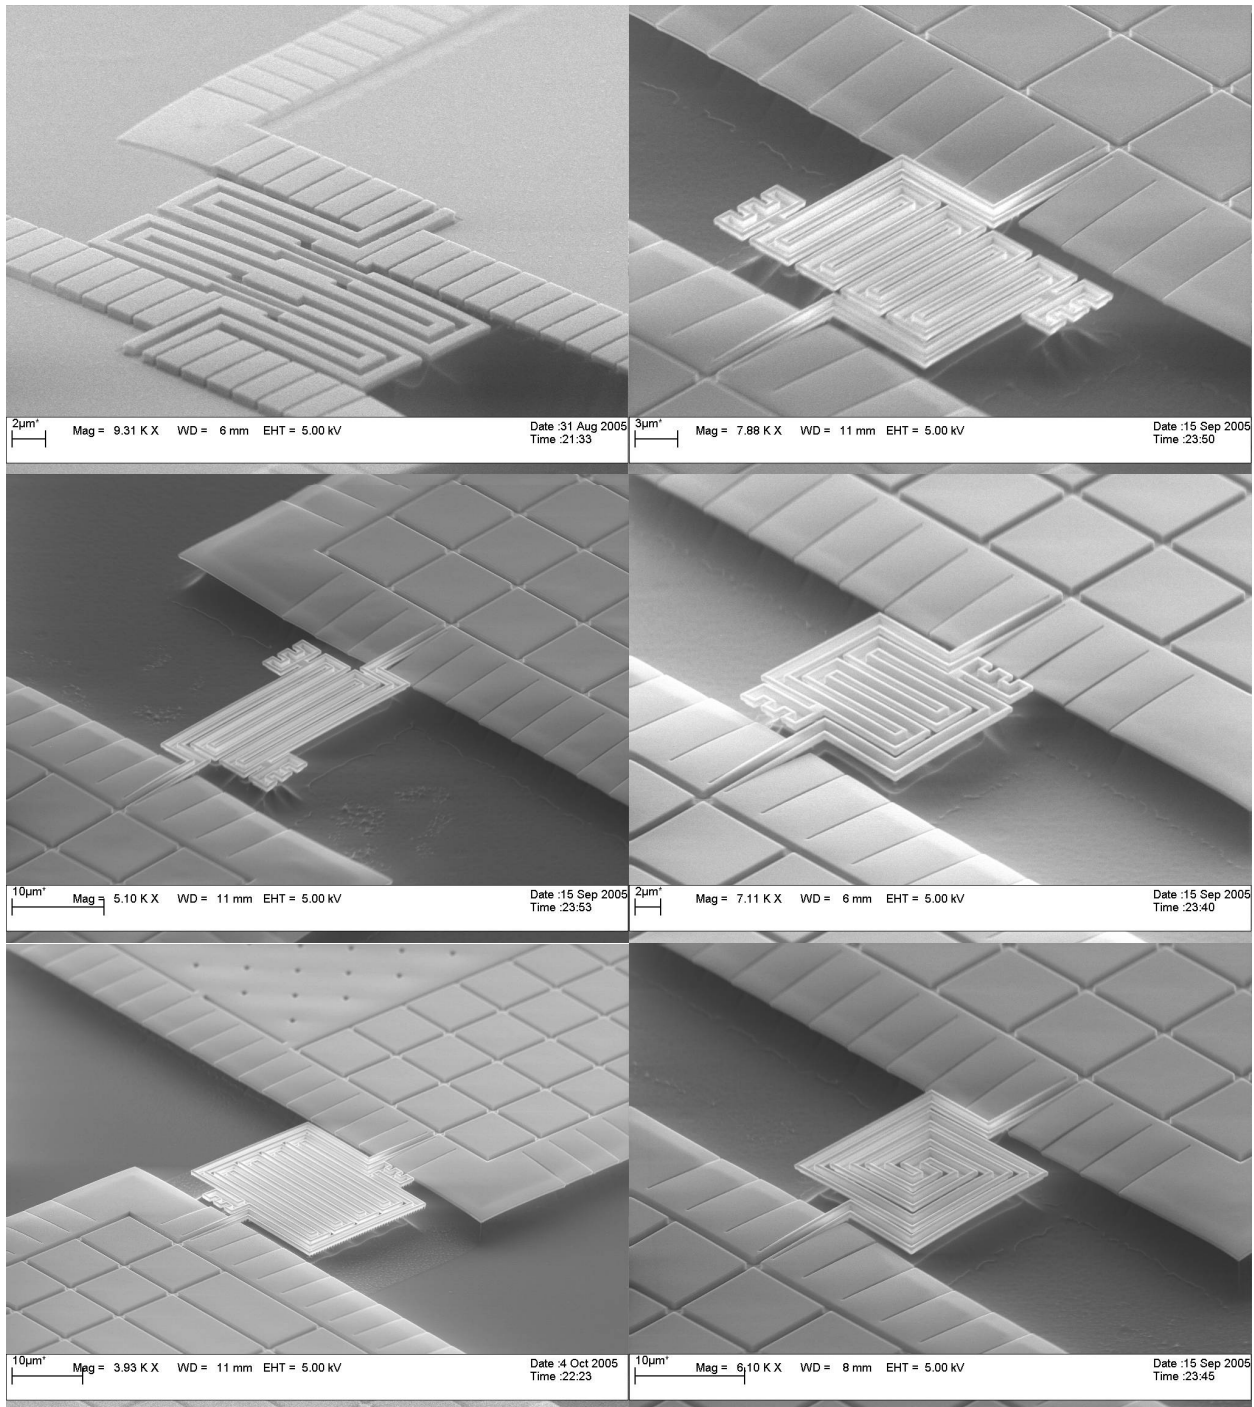 2µm* Mag = 9.31 K X WD = 6 mm EHT = 5.00 kV Date :31 Aug 2005
Time :21:33
3µm* Mag = 7.88 K X WD = 11 mm EHT = 5.00 kV Date :15 Sep 2005
Time :23:50
10µm* Mag = 5.10 K X WD = 11 mm EHT = 5.00 kV Date :15 Sep 2005
Time :23:53
2µm* Mag = 7.11 K X WD = 6 mm EHT = 5.00 kV Date :15 Sep 2005
Time :23:40
10µm* Mag = 3.93 K X WD = 11 mm EHT = 5.00 kV Date :4 Oct 2005
Time :22:23
10µm* Mag = 6.10 K X WD = 8 mm EHT = 5.00 kV Date :15 Sep 2005
Time :23:45